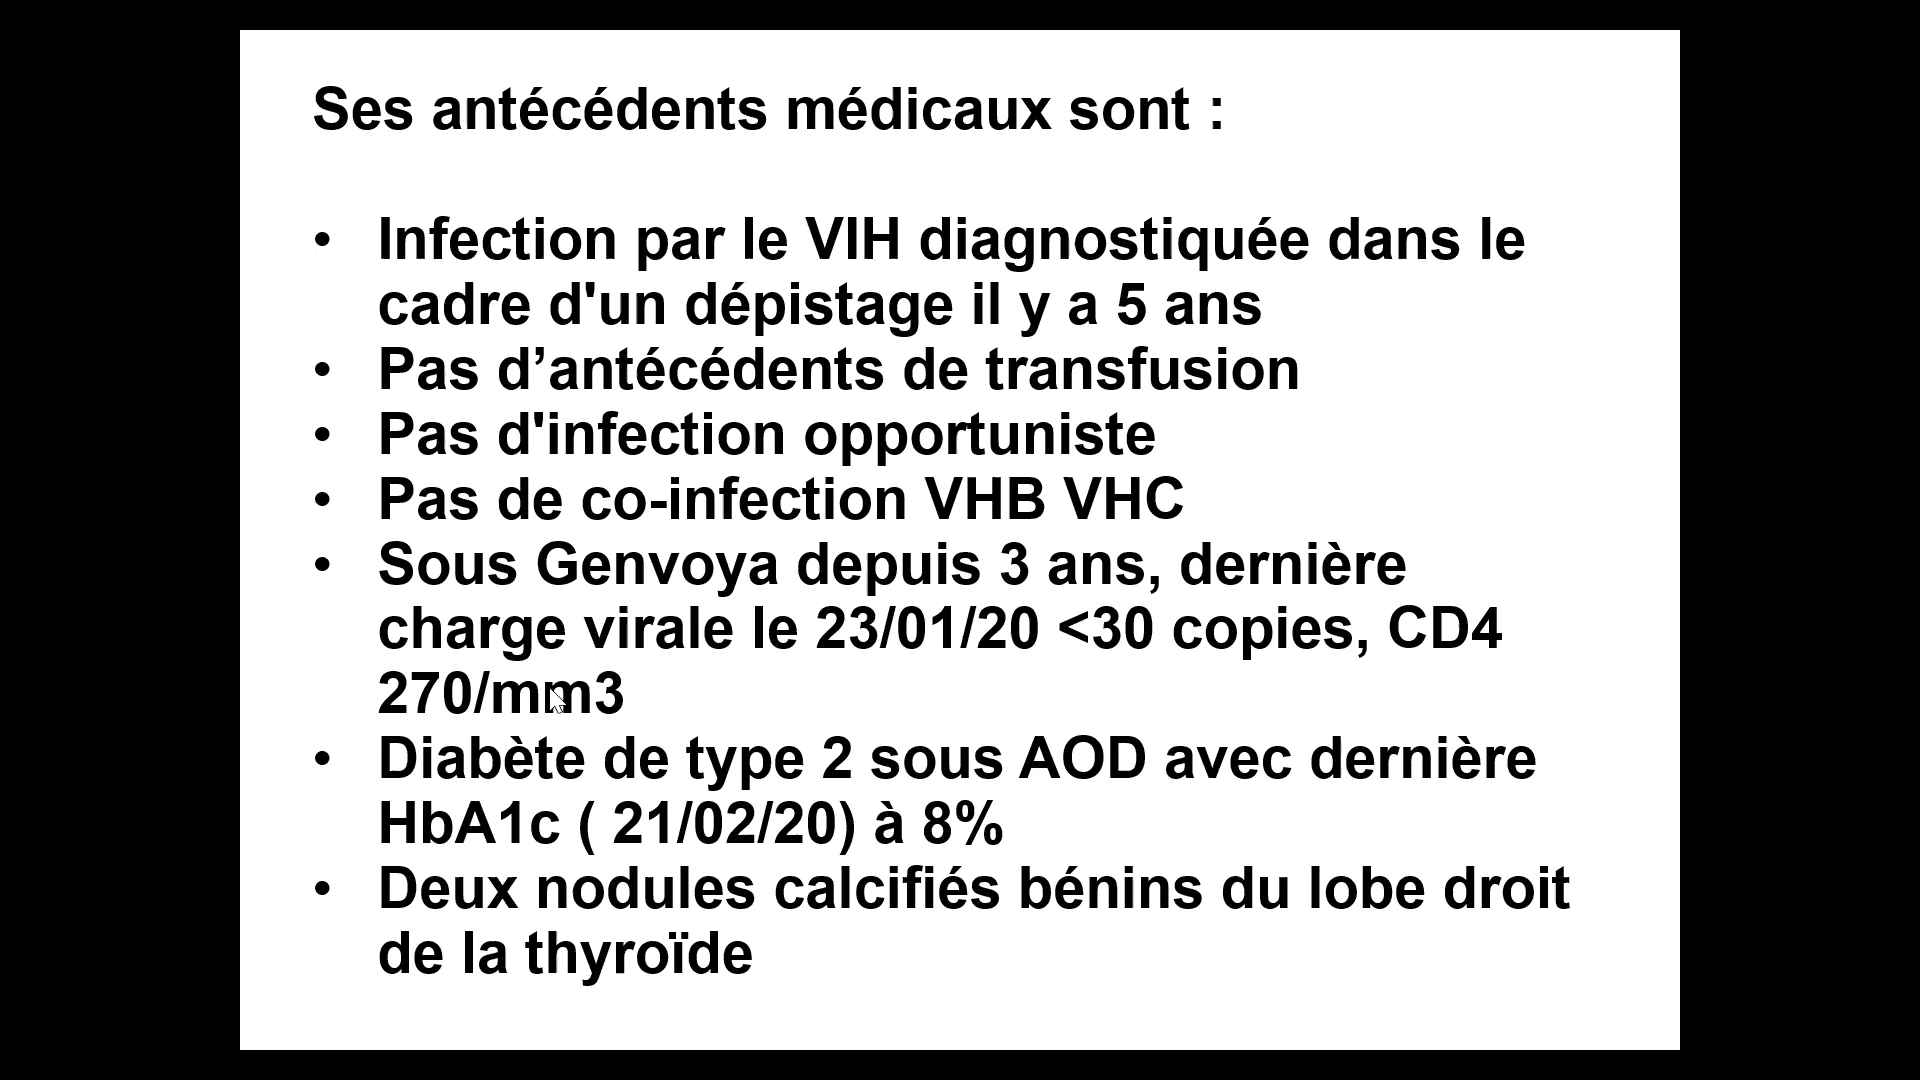 Ses antécédents médicaux sont :
• Infection par le VIH diagnostiquée dans le
cadre d'un dépistage il y a 5 ans
• Pas d’antécédents de transfusion
• Pas d'infection opportuniste
• Pas de co-infection VHB VHC
• Sous Genvoya depuis 3 ans, dernière
charge virale le 23/01/20 <30 copies, CD4
270/mm3
• Diabète de type 2 sous AOD avec dernière
HbA1c ( 21/02/20) à 8%
• Deux nodules calcifiés bénins du lobe droit
de la thyroïde